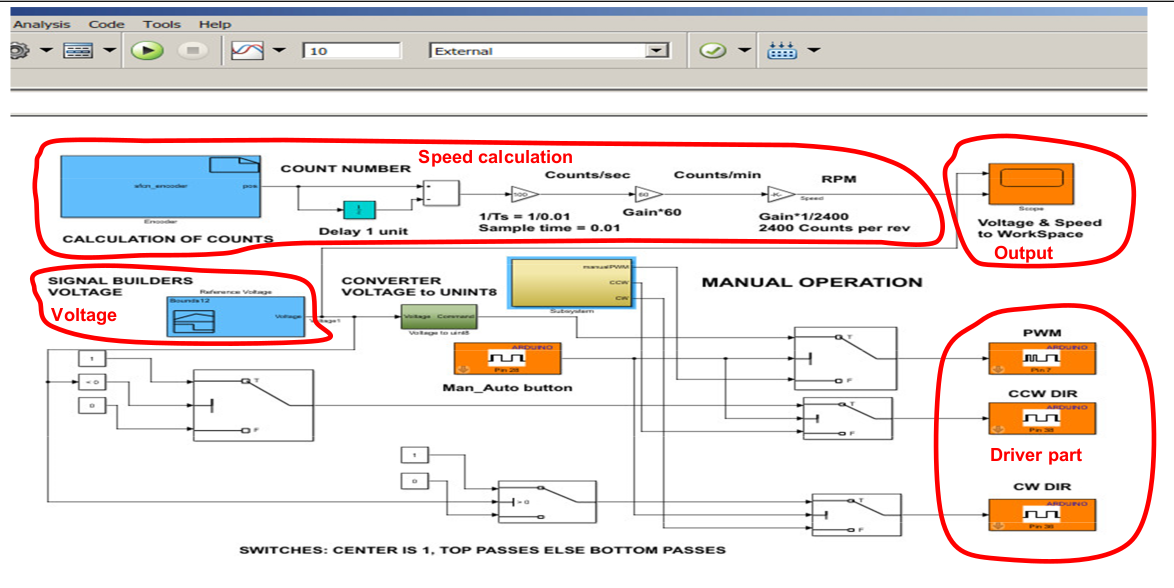 Analysis Code Tools Help
10 External
Speed calculation
COUNT NUMBER
Counts/sec
Counts/min
RPM
sfcn_encoder
pos
Encoder
100
60
-K-
Speed
Scope
Delay 1 unit
1/Ts = 1/0.01
Sample time = 0.01
Gain*60
Gain*1/2400
2400 Counts per rev
CALCULATION OF COUNTS
Voltage & Speed
to WorkSpace
Output
SIGNAL BUILDERS
VOLTAGE
Reference Voltage
Bounds12
Voltage
Voltage
Voltage1
CONVERTER
VOLTAGE to UNINT8
Voltage Command
Voltage to uint8
manualPWM
CCW
CW
Subsystem
MANUAL OPERATION
ARDUINO
Pin 28
Man_Auto button
1
< 0
0
T
F
T
F
T
F
PWM
ARDUINO
Pin 7
CCW DIR
ARDUINO
Pin 38
Driver part
1
0
> 0
T
F
CW DIR
ARDUINO
Pin 36
SWITCHES: CENTER IS 1, TOP PASSES ELSE BOTTOM PASSES